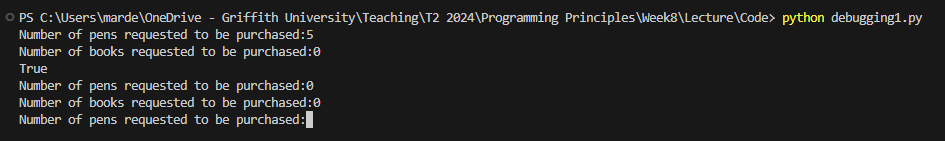 PS C:\Users\marde\OneDrive - Griffith University\Teaching\T2 2024\Programming Principles\Week8\Lecture\Code> python debugging1.py
Number of pens requested to be purchased:5
Number of books requested to be purchased:0
True
Number of pens requested to be purchased:0
Number of books requested to be purchased:0
Number of pens requested to be purchased: